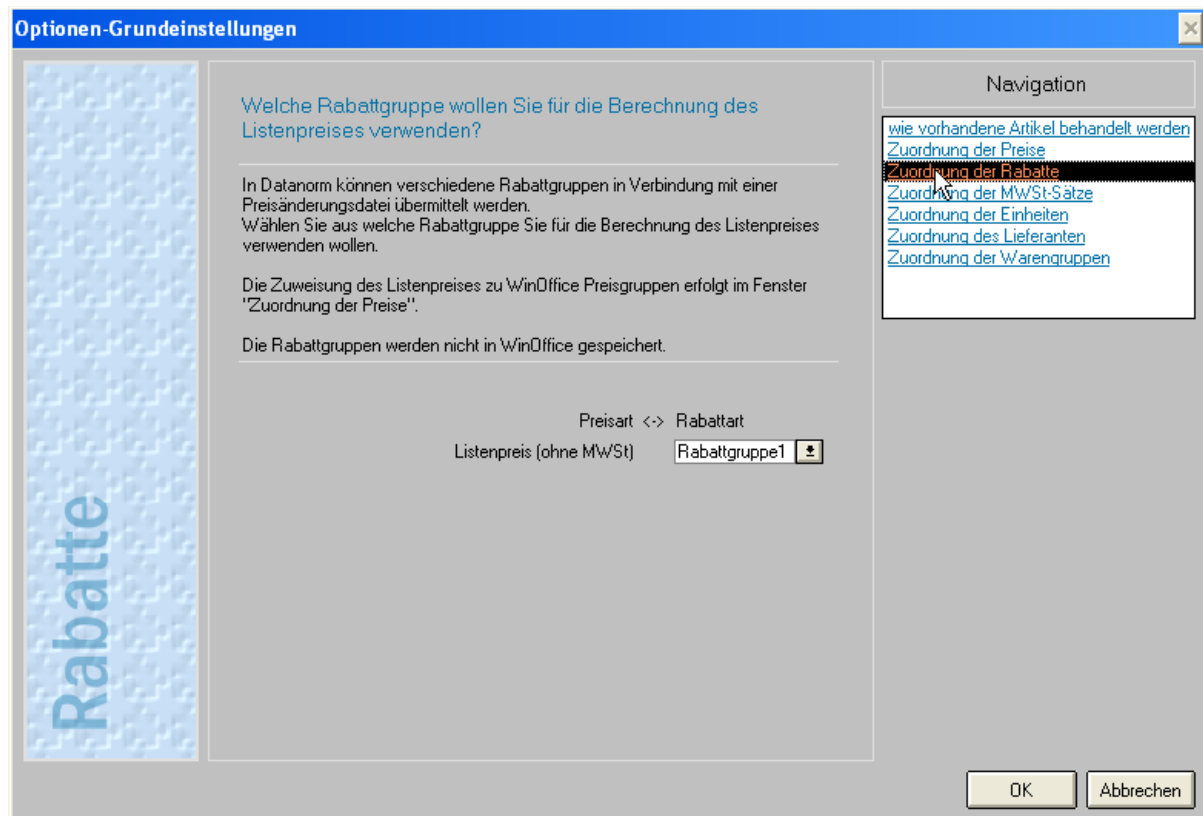 Optionen-Grundeinstellungen
Welche Rabattgruppe wollen Sie für die Berechnung des
Listenpreises verwenden?
In Datanorm können verschiedene Rabattgruppen in Verbindung mit einer
Preisänderungsdatei übermittelt werden.
Wählen Sie aus welche Rabattgruppe Sie für die Berechnung des Listenpreises
verwenden wollen.
Die Zuweisung des Listenpreises zu WinOffice Preisgruppen erfolgt im Fenster
"Zuordnung der Preise".
Die Rabattgruppen werden nicht in WinOffice gespeichert.
Preisart <-> Rabattart
Listenpreis (ohne MWSt) Rabattgruppe1
Rabatte
Navigation
wie vorhandene Artikel behandelt werden
Zuordnung der Preise
Zuordnung der Rabatte
Zuordnung der MWSt-Sätze
Zuordnung der Einheiten
Zuordnung des Lieferanten
Zuordnung der Warengruppen
OK Abbrechen